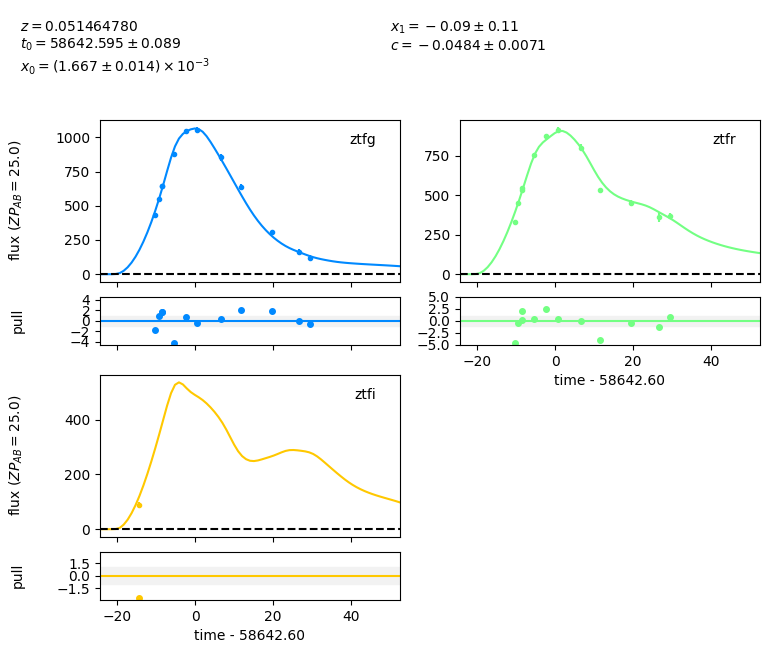 z = 0.051464780
t₀ = 58642.595 ± 0.089
x₀ = (1.667 ± 0.014) × 10⁻³
x₁ = −0.09 ± 0.11
c = −0.0484 ± 0.0071
ztfg
flux (ZP_AB = 25.0)
1000
750
500
250
0
ztfr
750
500
250
0
pull
4
2
0
−2
−4
5.0
2.5
0.0
−2.5
−5.0
−20 0 20 40
time - 58642.60
ztfi
flux (ZP_AB = 25.0)
400
200
0
pull
1.5
0.0
−1.5
−20 0 20 40
time - 58642.60